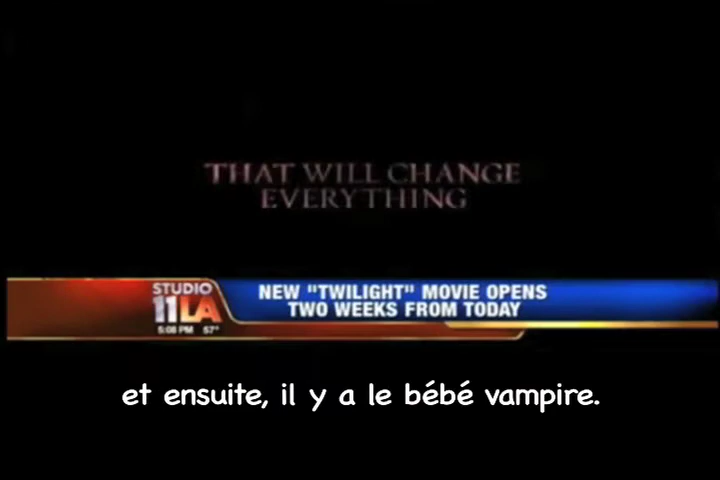 THAT WILL CHANGE
EVERYTHING
STUDIO
11LA
5:08 PM 57°
NEW "TWILIGHT" MOVIE OPENS
TWO WEEKS FROM TODAY
et ensuite, il y a le bébé vampire.